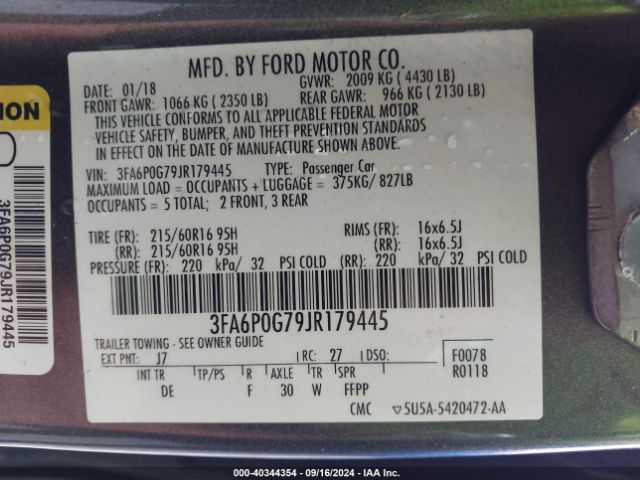 MFD. BY FORD MOTOR CO.
DATE: 01/18 GVWR: 2009 KG ( 4430 LB)
FRONT GAWR: 1066 KG ( 2350 LB) REAR GAWR: 966 KG ( 2130 LB)
THIS VEHICLE CONFORMS TO ALL APPLICABLE FEDERAL MOTOR
VEHICLE SAFETY, BUMPER, AND THEFT PREVENTION STANDARDS
IN EFFECT ON THE DATE OF MANUFACTURE SHOWN ABOVE.
VIN: 3FA6P0G79JR179445 TYPE: Passenger Car
MAXIMUM LOAD = OCCUPANTS + LUGGAGE = 375KG/ 827LB
OCCUPANTS = 5 TOTAL; 2 FRONT, 3 REAR
TIRE (FR): 215/60R16 95H RIMS (FR): 16x6.5J
(RR): 215/60R16 95H (RR): 16x6.5J
PRESSURE (FR): 220 kPa/ 32 PSI COLD (RR): 220 kPa/ 32 PSI COLD
3FA6P0G79JR179445
TRAILER TOWING - SEE OWNER GUIDE
EXT PNT: J7 RC: 27 DSO: F0078
INT TR TP/PS R AXLE TR SPR R0118
DE F 30 W FFPP
CMC ▽5U5A-5420472-AA
ION
3FA6P0G79JR179445
000-40344354 - 09/16/2024 - IAA Inc.